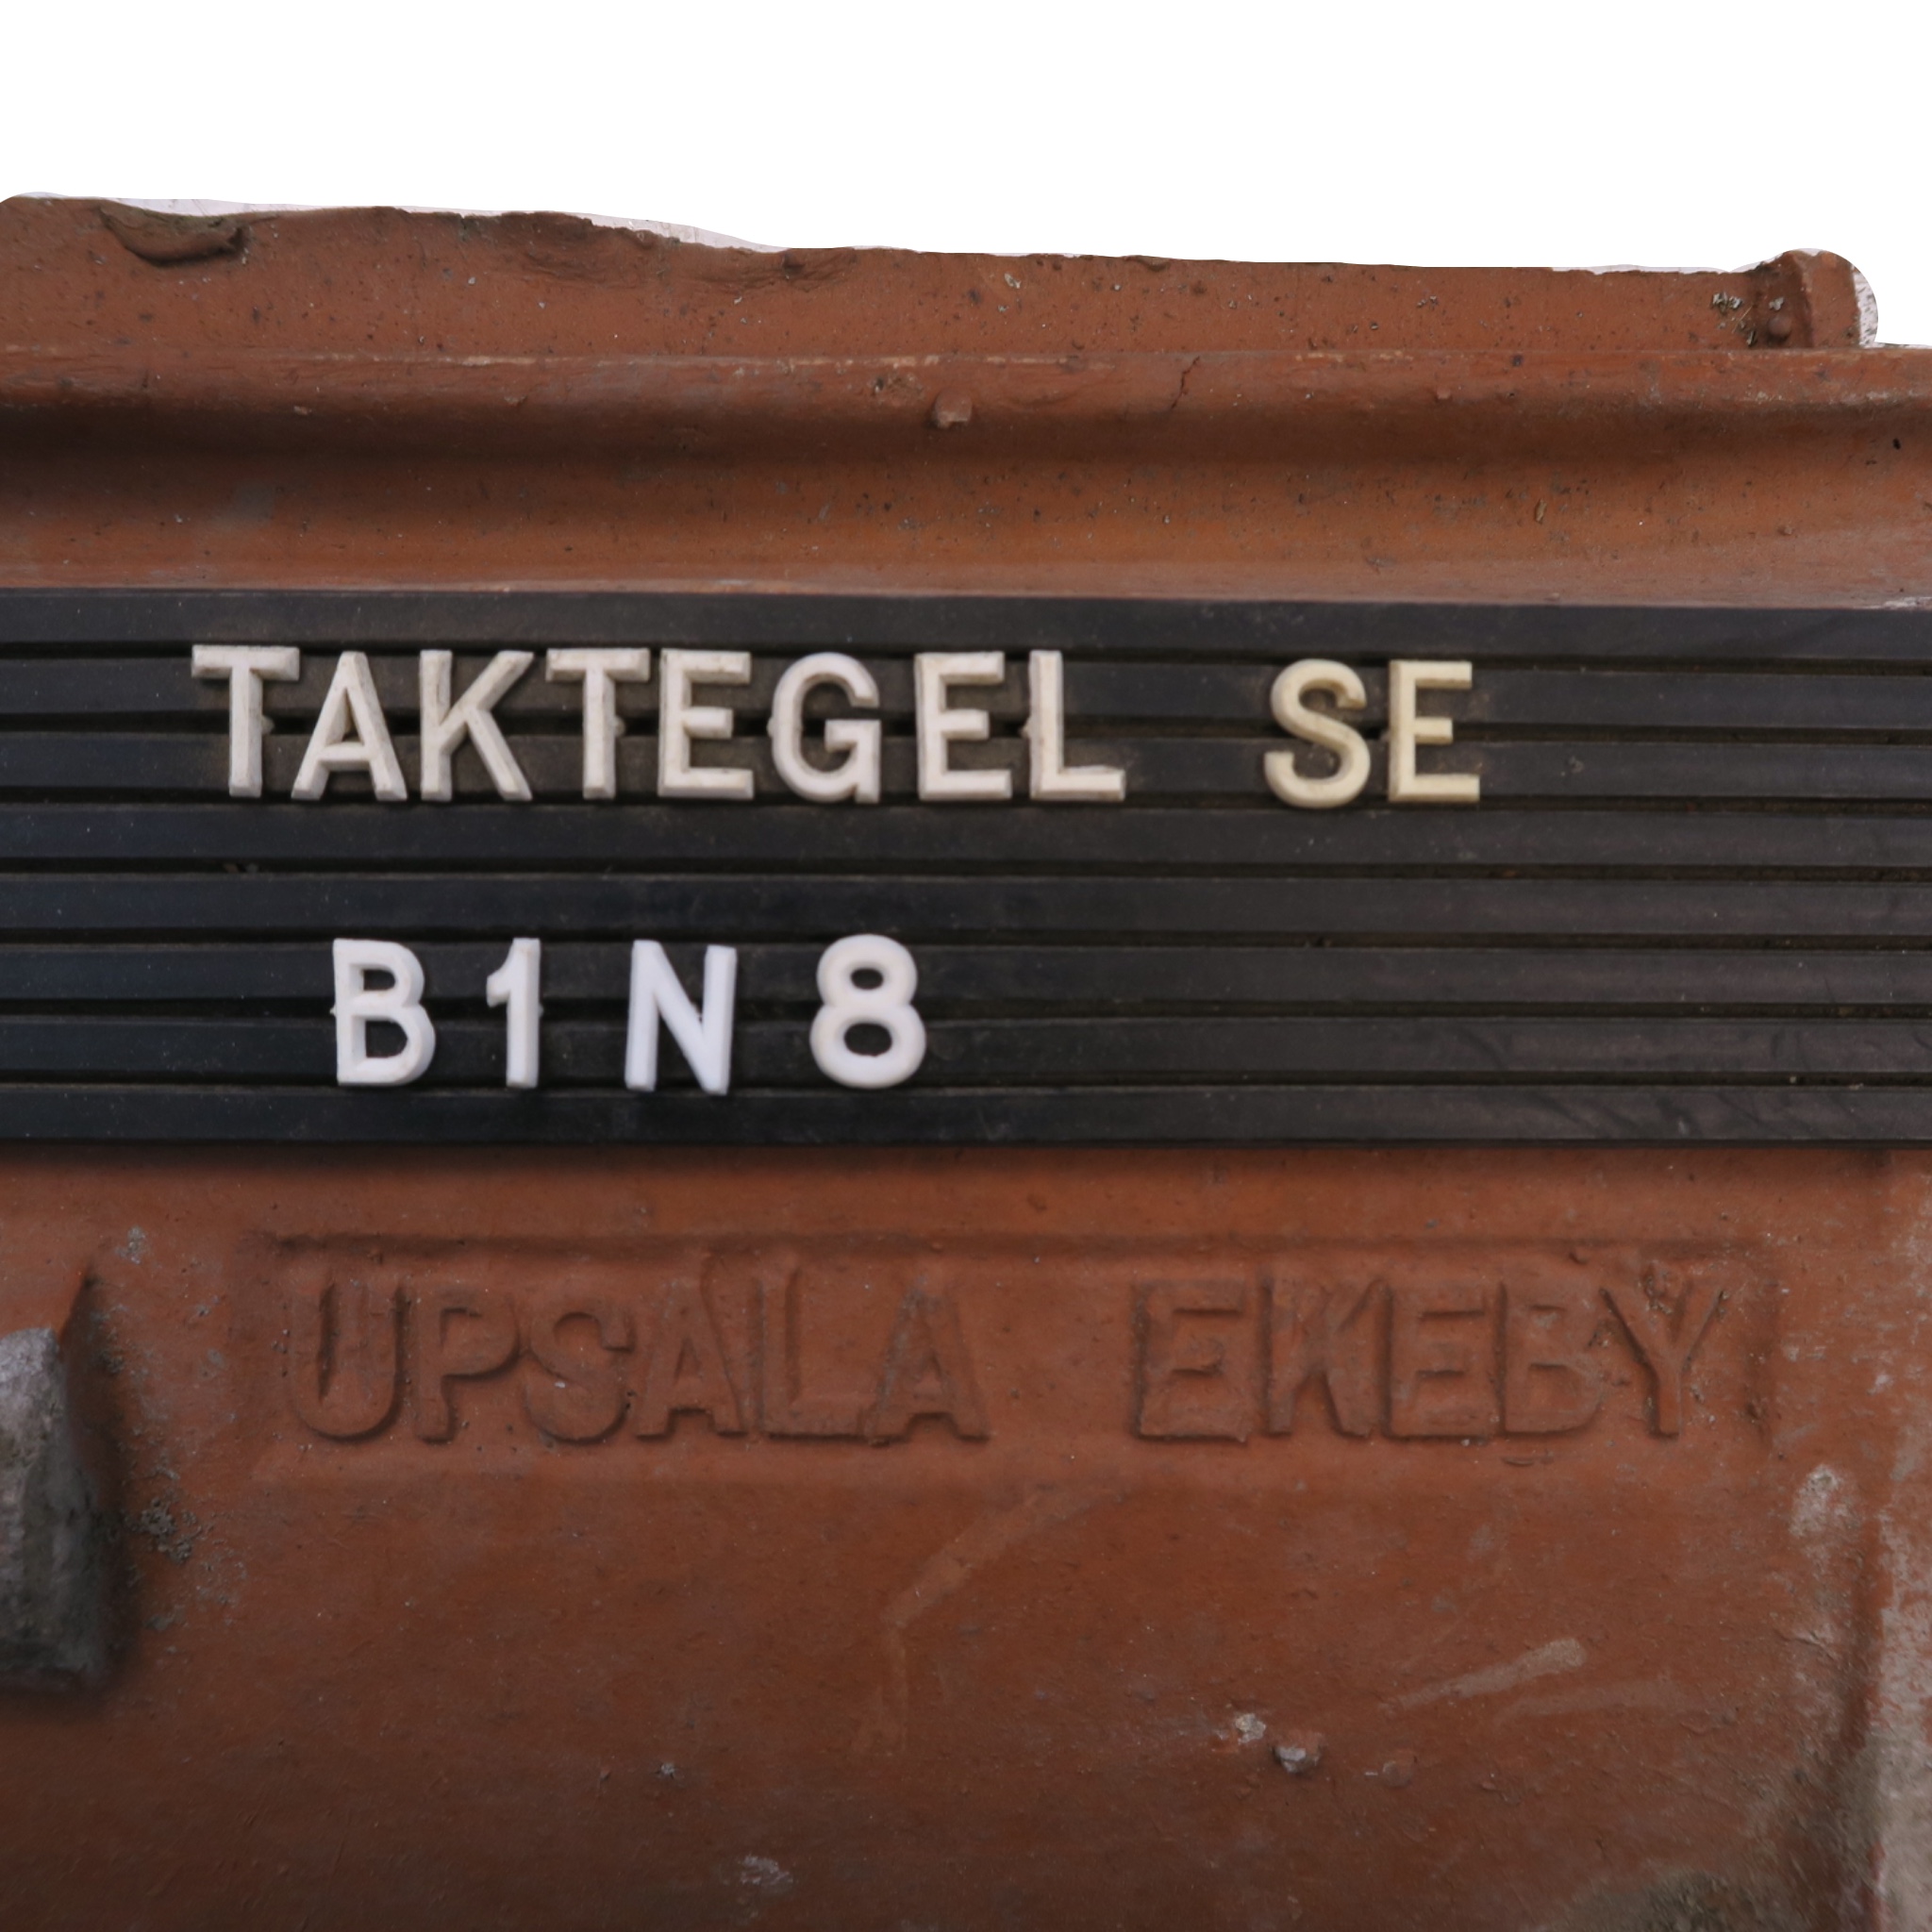 TAKTEGEL SE
B1N8
UPSALA EKEBY